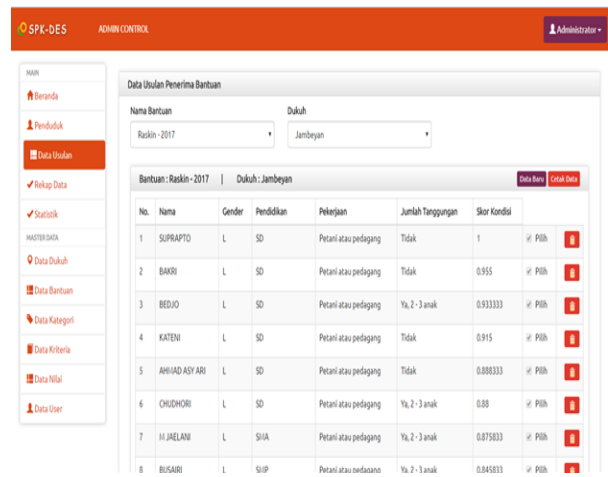 SPK-DES ADMIN CONTROL Administrator
MAIN
Beranda
Penduduk
Data Usulan
Rekap Data
Statistik
MASTER DATA
Data Dukuh
Data Bantuan
Data Kategori
Data Kriteria
Data Nilai
Data User
Data Usulan Penerima Bantuan
Nama Bantuan Dukuh
Raskin - 2017 Jambeyan
Bantuan : Raskin - 2017 | Dukuh : Jambeyan Data Baru Cetak Data
No. Nama Gender Pendidikan Pekerjaan Jumlah Tanggungan Skor Kondisi
1 SUPRAPTO L SD Petani atau pedagang Tidak 1 Pilih
2 BAKRI L SD Petani atau pedagang Tidak 0.955 Pilih
3 BEDJO L SD Petani atau pedagang Ya, 2 - 3 anak 0.933333 Pilih
4 KATENI L SD Petani atau pedagang Tidak 0.915 Pilih
5 AHMAD ASY ARI L SD Petani atau pedagang Tidak 0.888333 Pilih
6 CHUDHORI L SD Petani atau pedagang Ya, 2 - 3 anak 0.88 Pilih
7 M.JAELANI L SMA Petani atau pedagang Ya, 2 - 3 anak 0.875833 Pilih
8 BUSAIRI L SMP Petani atau pedagang Ya, 2 - 3 anak 0.845833 Pilih